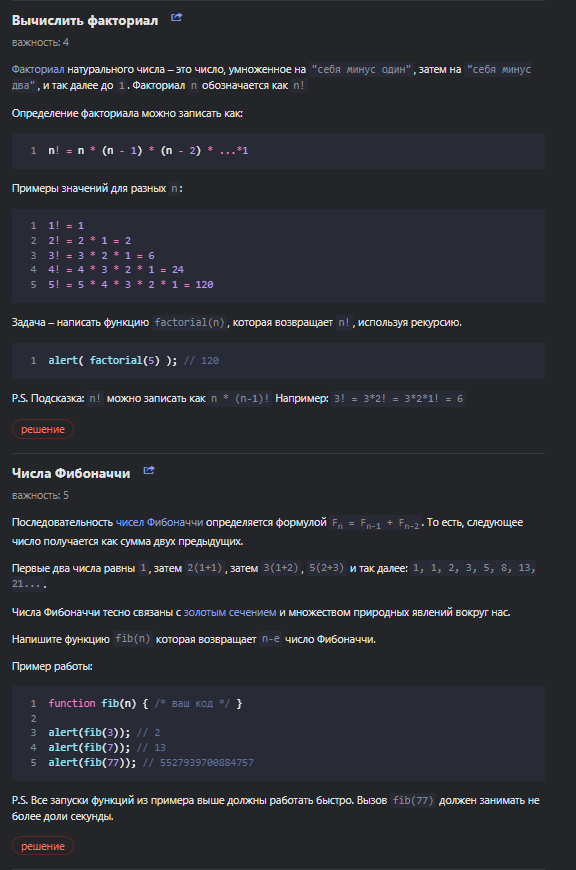 Вычислить факториал
важность: 4
Факториал натурального числа – это число, умноженное на "себя минус один", затем на "себя минус
два", и так далее до 1. Факториал n обозначается как n!
Определение факториала можно записать как:
1 n! = n * (n - 1) * (n - 2) * ...*1
Примеры значений для разных n:
1 1! = 1
2 2! = 2 * 1 = 2
3 3! = 3 * 2 * 1 = 6
4 4! = 4 * 3 * 2 * 1 = 24
5 5! = 5 * 4 * 3 * 2 * 1 = 120
Задача – написать функцию factorial(n), которая возвращает n!, используя рекурсию.
1 alert( factorial(5) ); // 120
P.S. Подсказка: n! можно записать как n * (n-1)! Например: 3! = 3*2! = 3*2*1! = 6
решение
Числа Фибоначчи
важность: 5
Последовательность чисел Фибоначчи определяется формулой Fn = Fn-1 + Fn-2. То есть, следующее
число получается как сумма двух предыдущих.
Первые два числа равны 1, затем 2(1+1), затем 3(1+2), 5(2+3) и так далее: 1, 1, 2, 3, 5, 8, 13,
21....
Числа Фибоначчи тесно связаны с золотым сечением и множеством природных явлений вокруг нас.
Напишите функцию fib(n) которая возвращает n-е число Фибоначчи.
Пример работы:
1 function fib(n) { /* ваш код */ }
2
3 alert(fib(3)); // 2
4 alert(fib(7)); // 13
5 alert(fib(77)); // 5527939700884757
P.S. Все запуски функций из примера выше должны работать быстро. Вызов fib(77) должен занимать не
более доли секунды.
решение